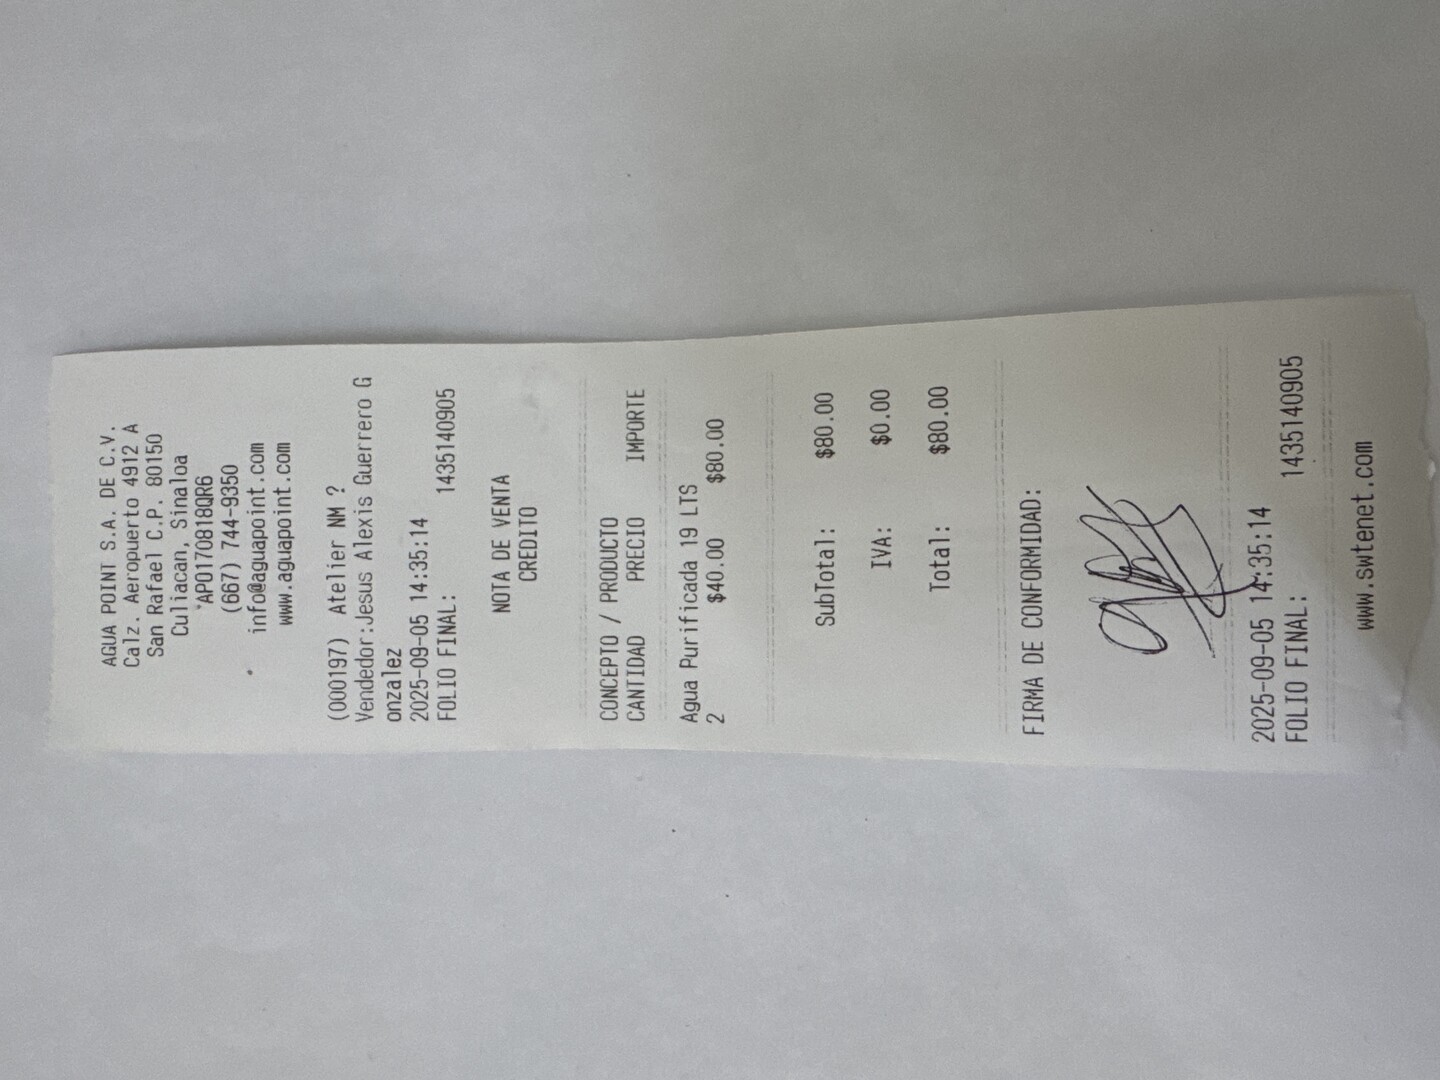 AGUA POINT S.A. DE C.V.
Calz. Aeropuerto 4912 A
San Rafael C.P. 80150
Culiacan, Sinaloa
APO170818QR6
(667) 744-9350
info@aguapoint.com
www.aguapoint.com
(000197) Atelier NM ?
Vendedor:Jesus Alexis Guerrero G
onzalez
2025-09-05 14:35:14
FOLIO FINAL: 1435140905
NOTA DE VENTA
CREDITO
CONCEPTO / PRODUCTO
CANTIDAD PRECIO IMPORTE
Agua Purificada 19 LTS
2 $40.00 $80.00
SubTotal: $80.00
IVA: $0.00
Total: $80.00
FIRMA DE CONFORMIDAD:
2025-09-05 14:35:14
FOLIO FINAL: 1435140905
www.swtenet.com